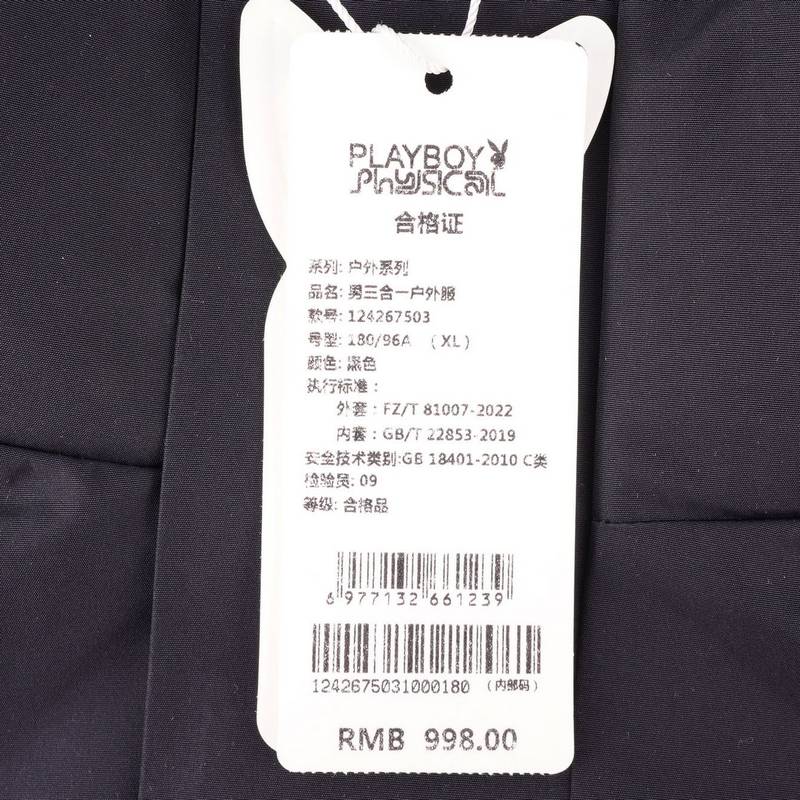 PLAYBOY
PhYSICAL
合格证
系列: 户外系列
品名: 男三合一户外服
款号: 124267503
号型: 180/96A （XL）
颜色: 黑色
执行标准：
外套：FZ/T 81007-2022
内套：GB/T 22853-2019
安全技术类别:GB 18401-2010 C类
检验员: 09
等级: 合格品
6 977132 661239
1242675031000180 （内部码）
RMB 998.00